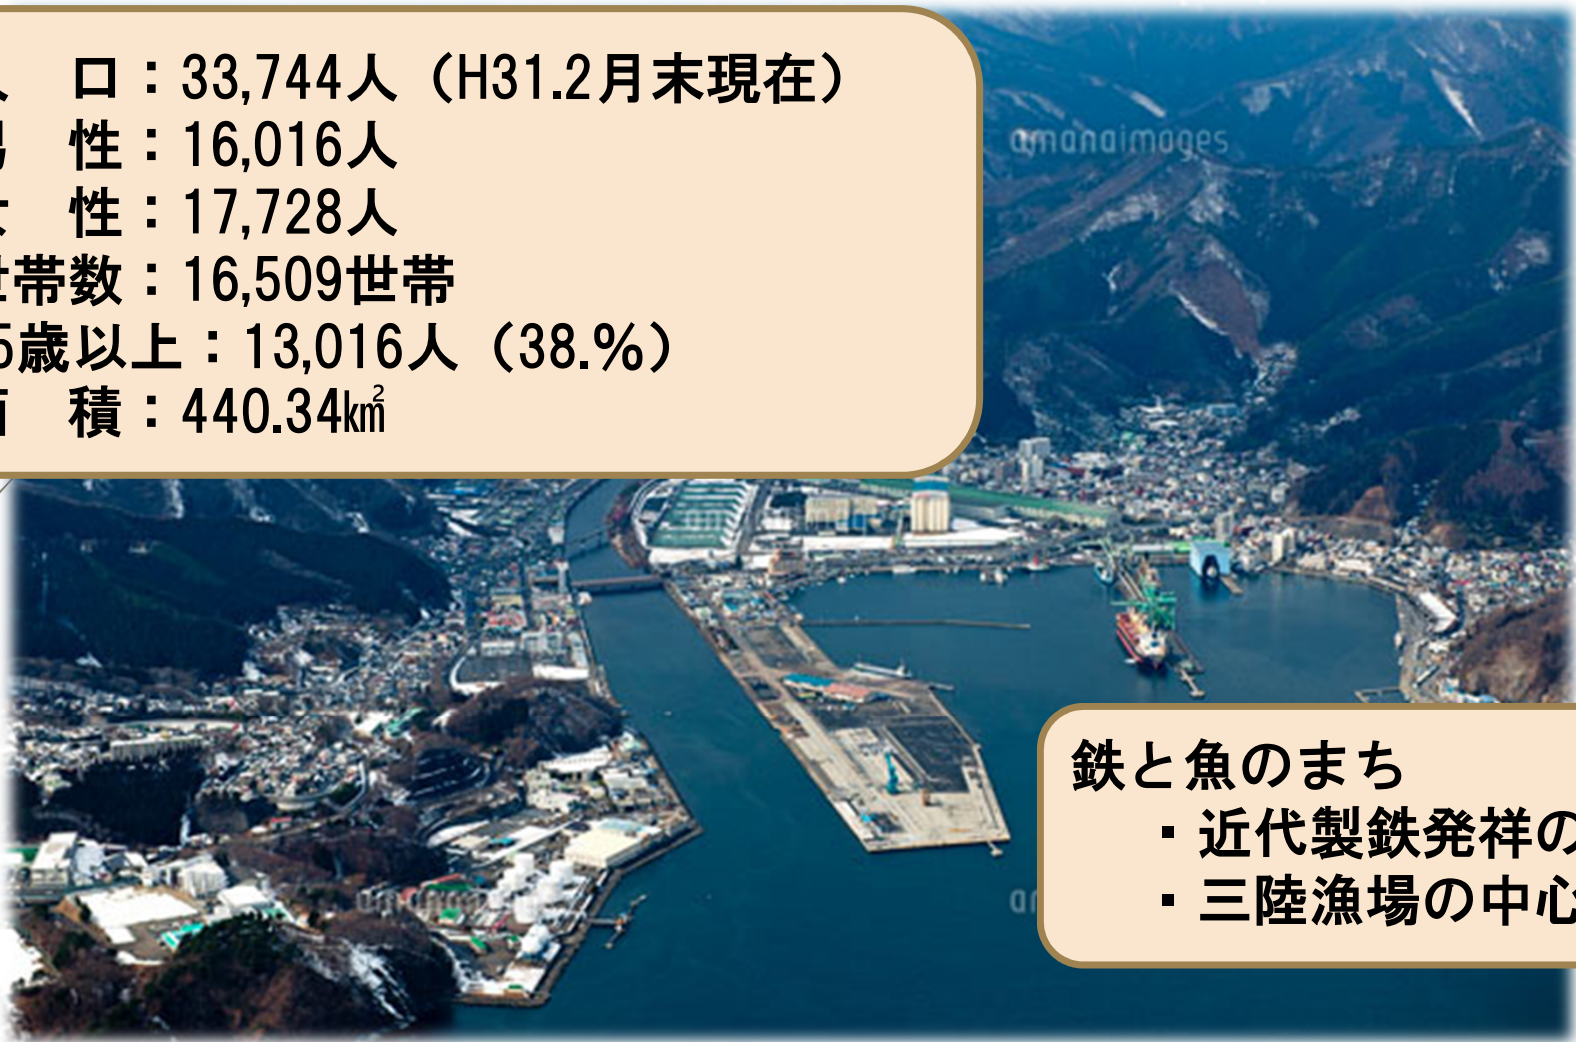 口：33,744人（H31.2月末現在）
amanaimages
性：16,016人
性：17,728人
世帯数：16,509世帯
5歳以上：13,016人（38.%）
積：440.34㎢
鉄と魚のまち
・近代製鉄発祥の
・三陸漁場の中心